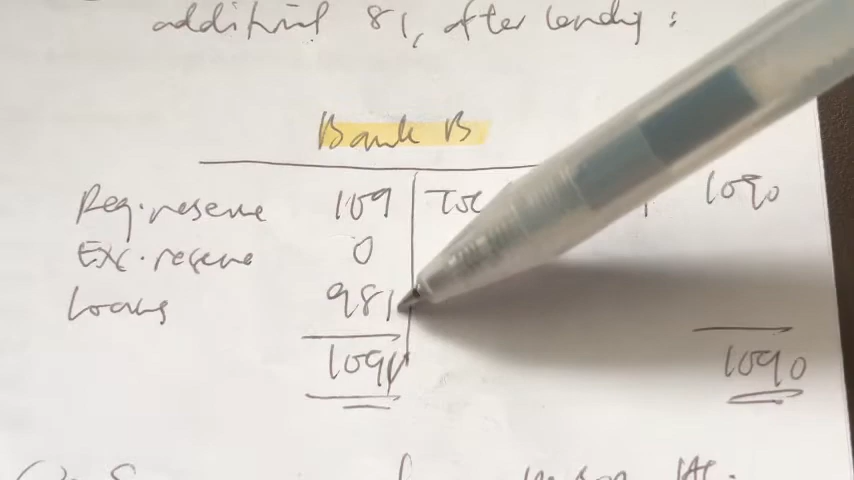 additional 81, after lending :
Bank B
Req. reserve 109 1090
Exc. reserve 0
Loans 981
1090 1090